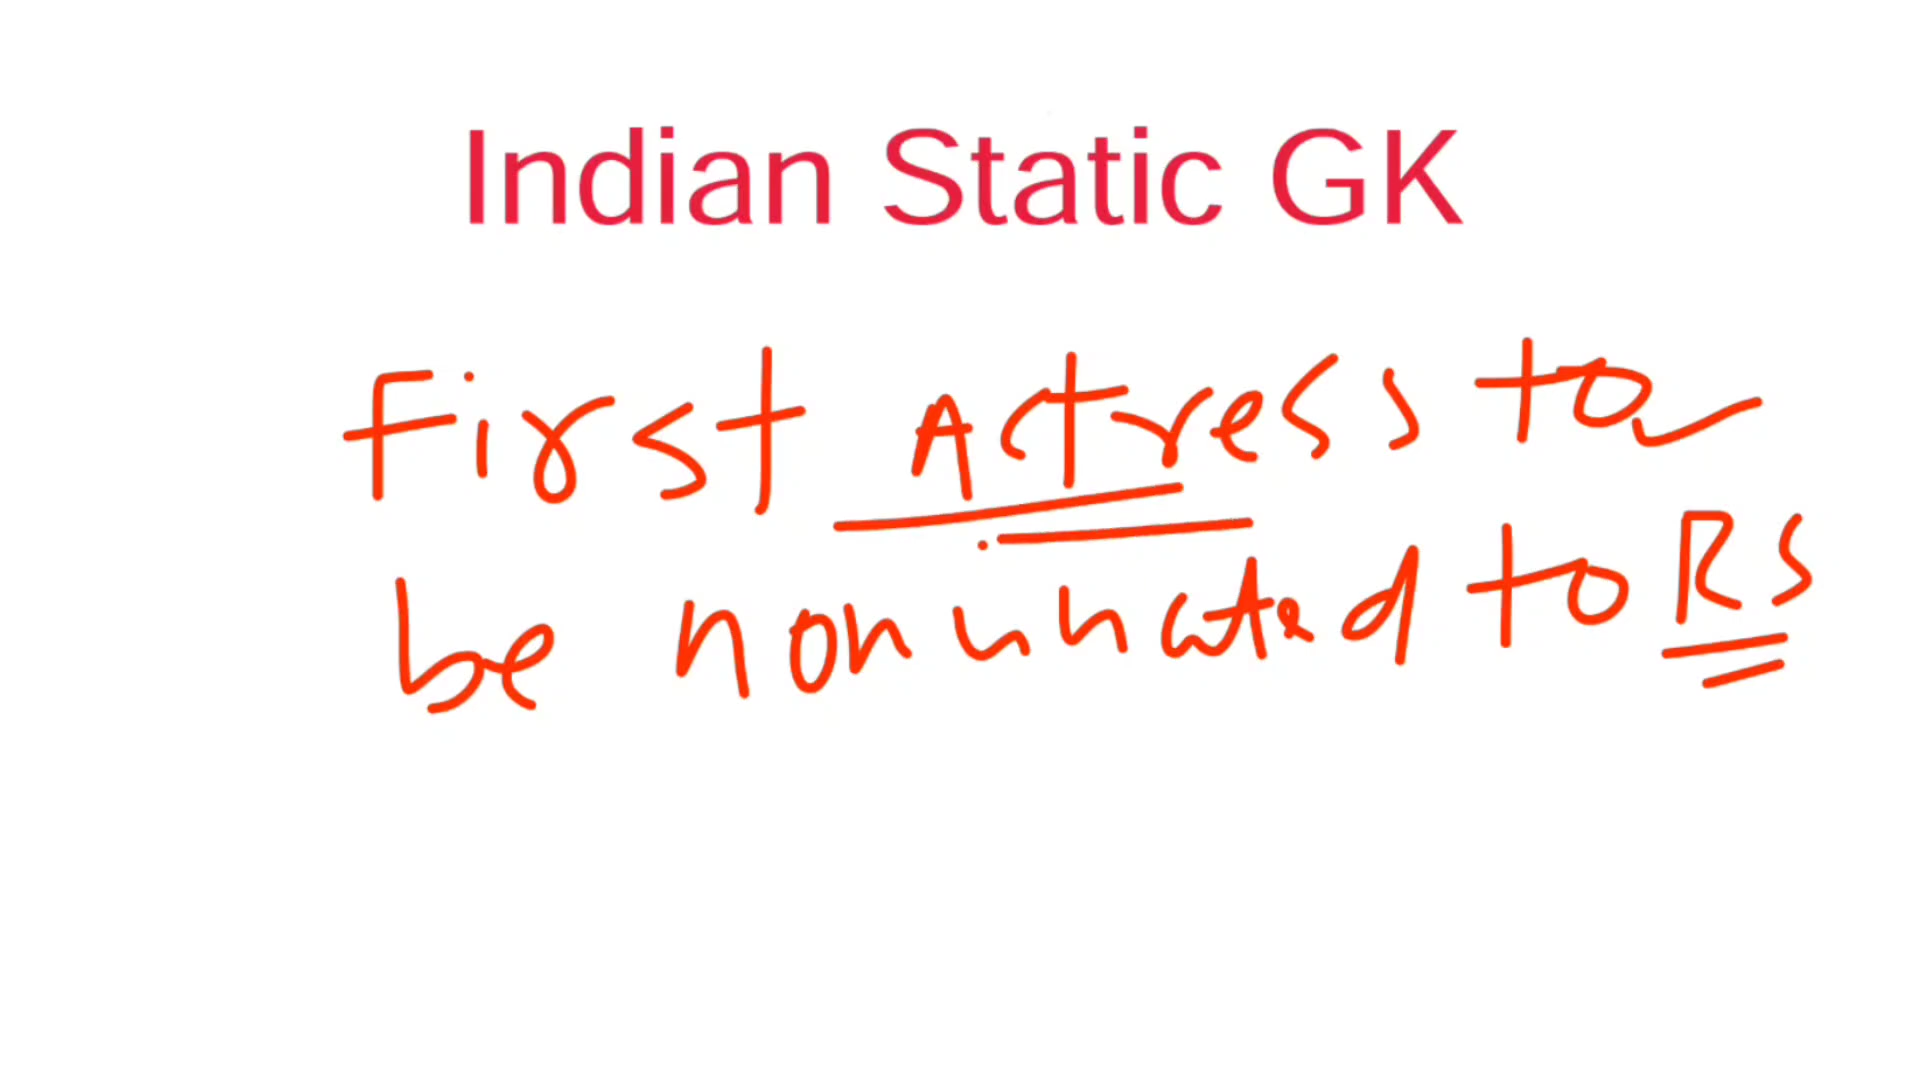 Indian Static GK
First Actress to
be nominated to RS